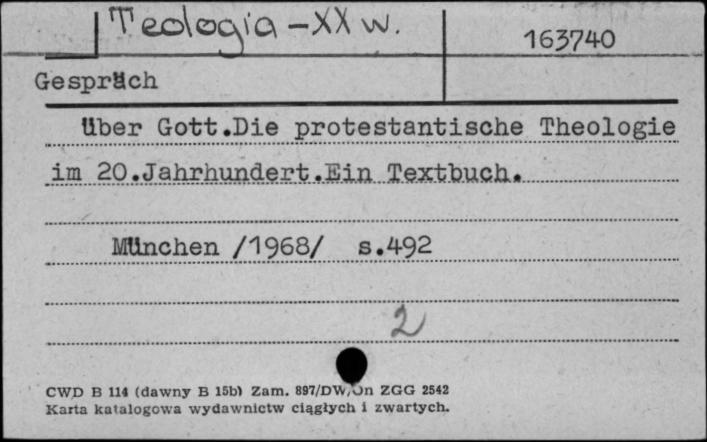 Teologia - XX w.
163740
Gespräch
über Gott.Die protestantische Theologie
im 20.Jahrhundert.Ein Textbuch.
München /1968/ s.492
2
CWD B 114 (dawny B 15b) Zam. 897/DW/On ZGG 2542
Karta katalogowa wydawnictw ciągłych i zwartych.